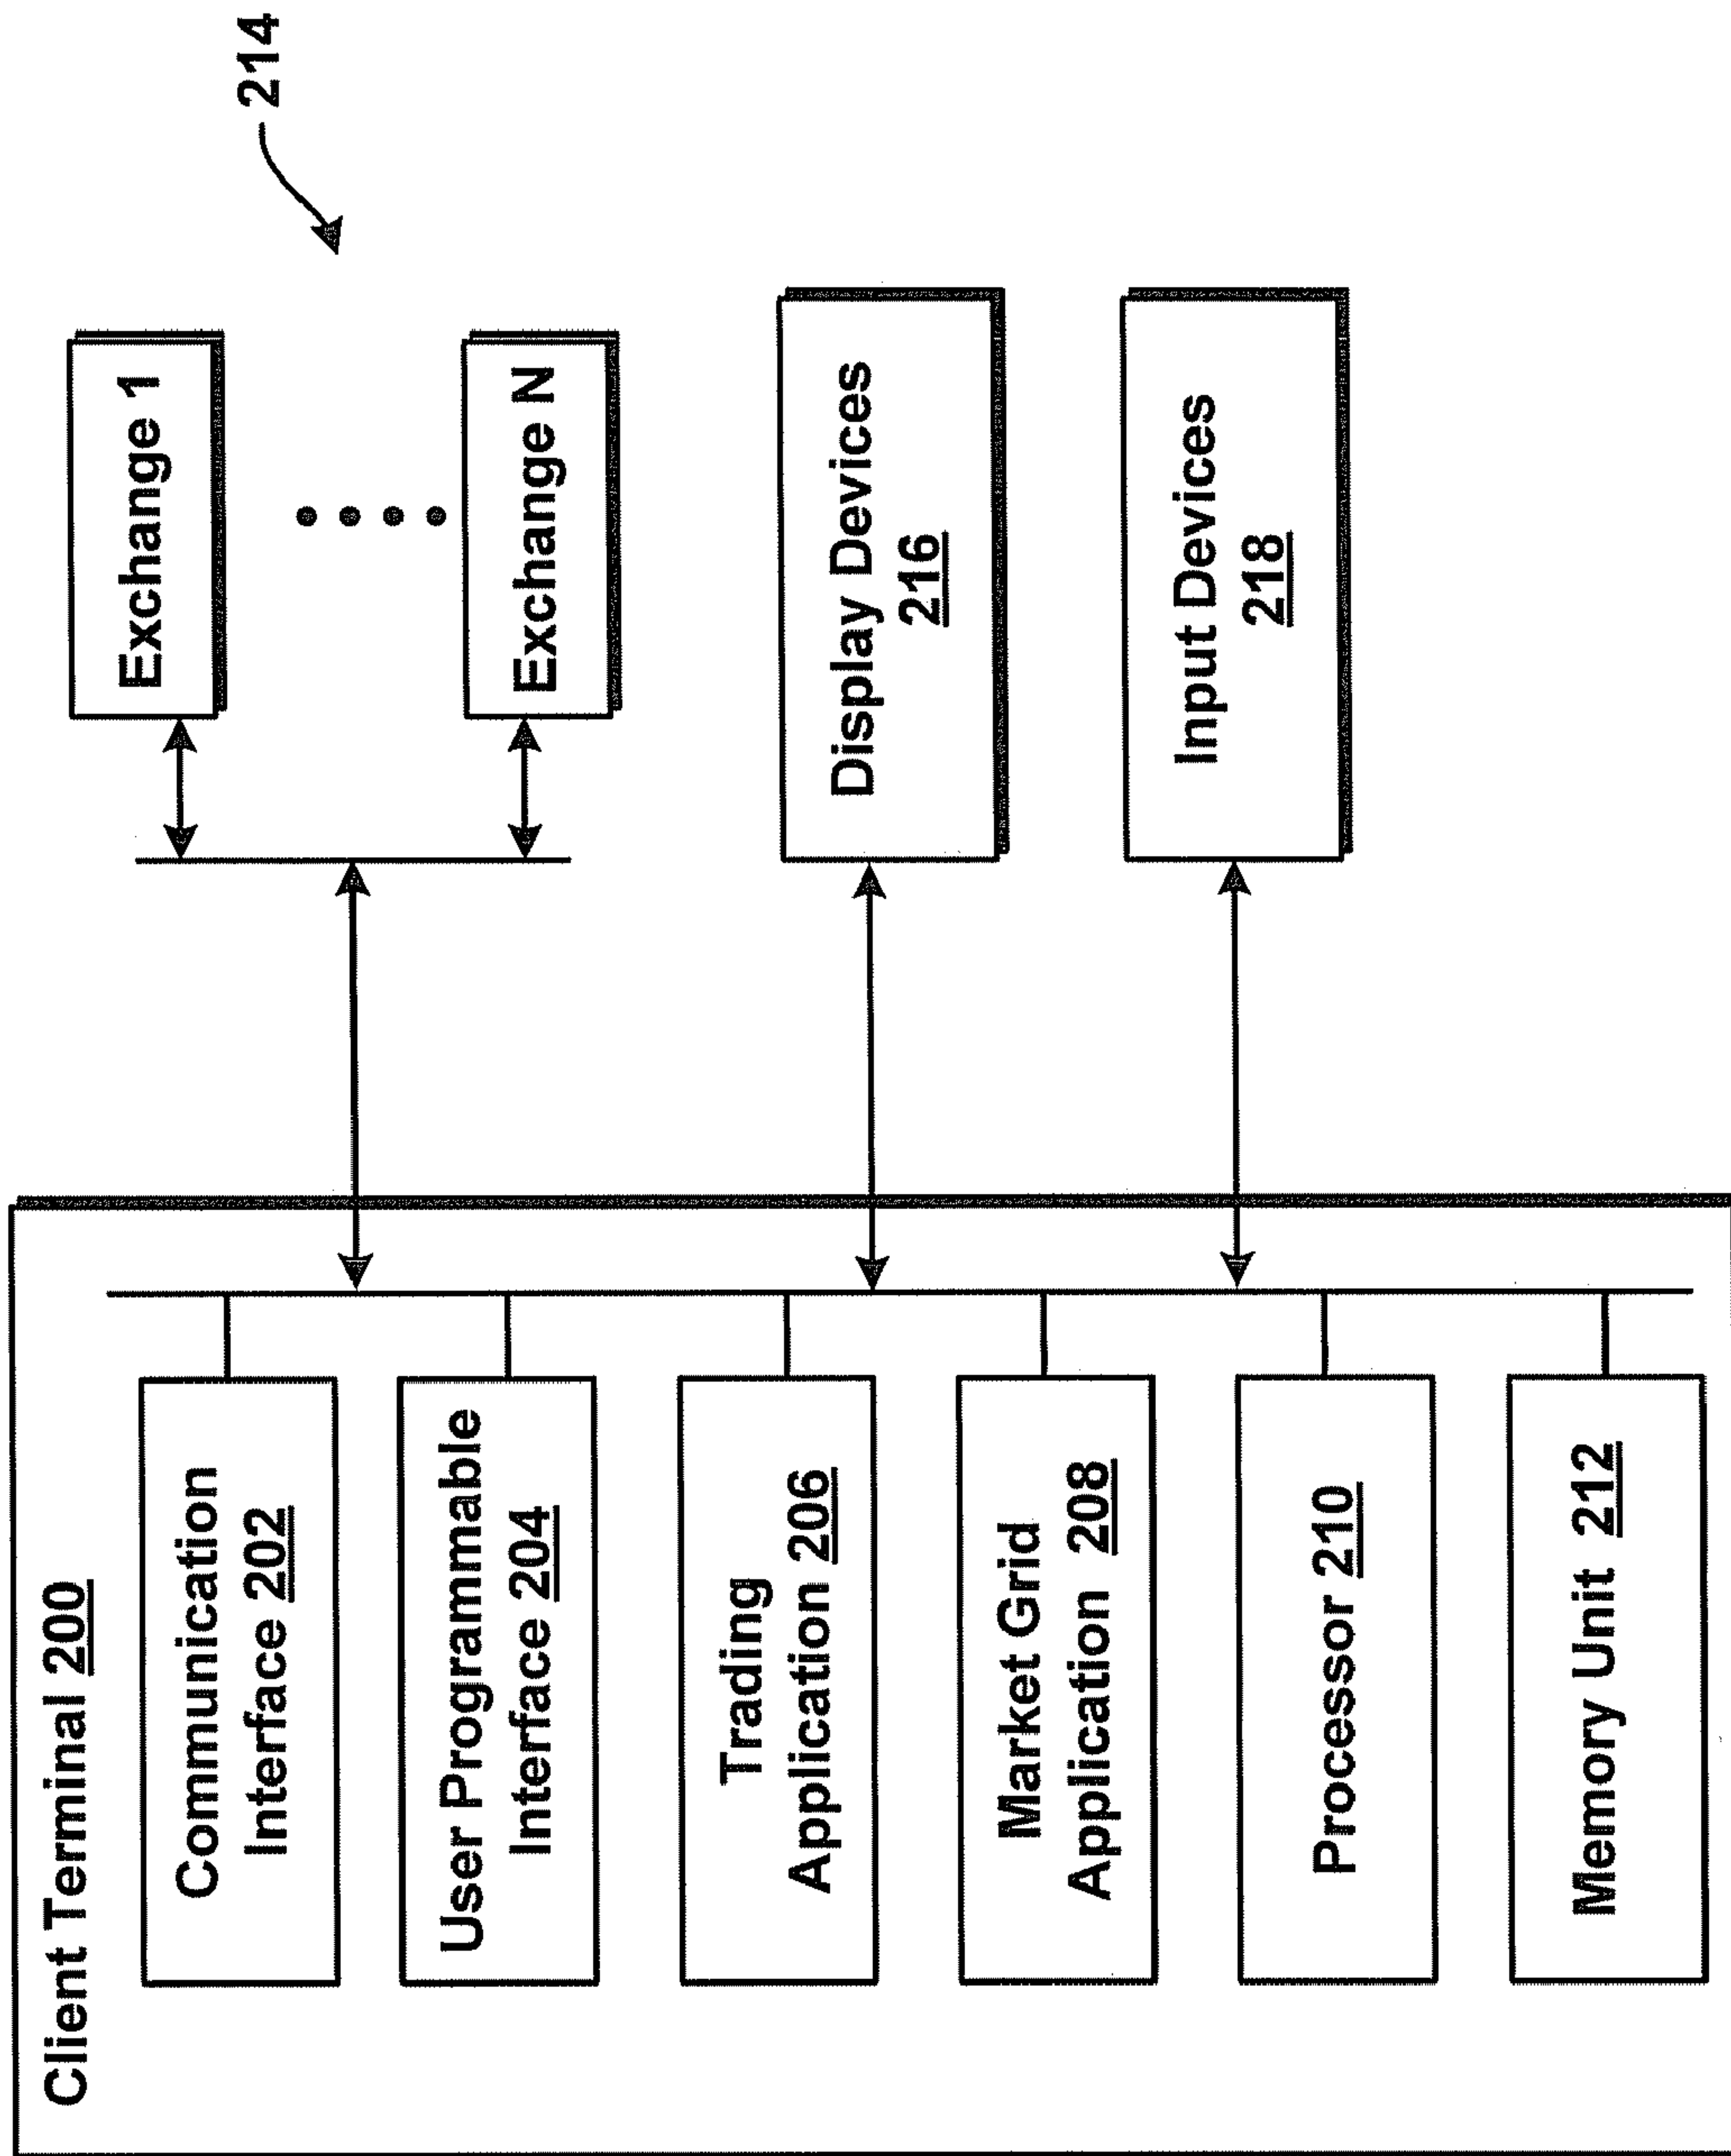 Client Terminal 200
Communication
Interface 202
User Programmable
Interface 204
Trading
Application 206
Market Grid
Application 208
Processor 210
Memory Unit 212
214
Exchange 1
Exchange N
Display Devices
216
Input Devices
218